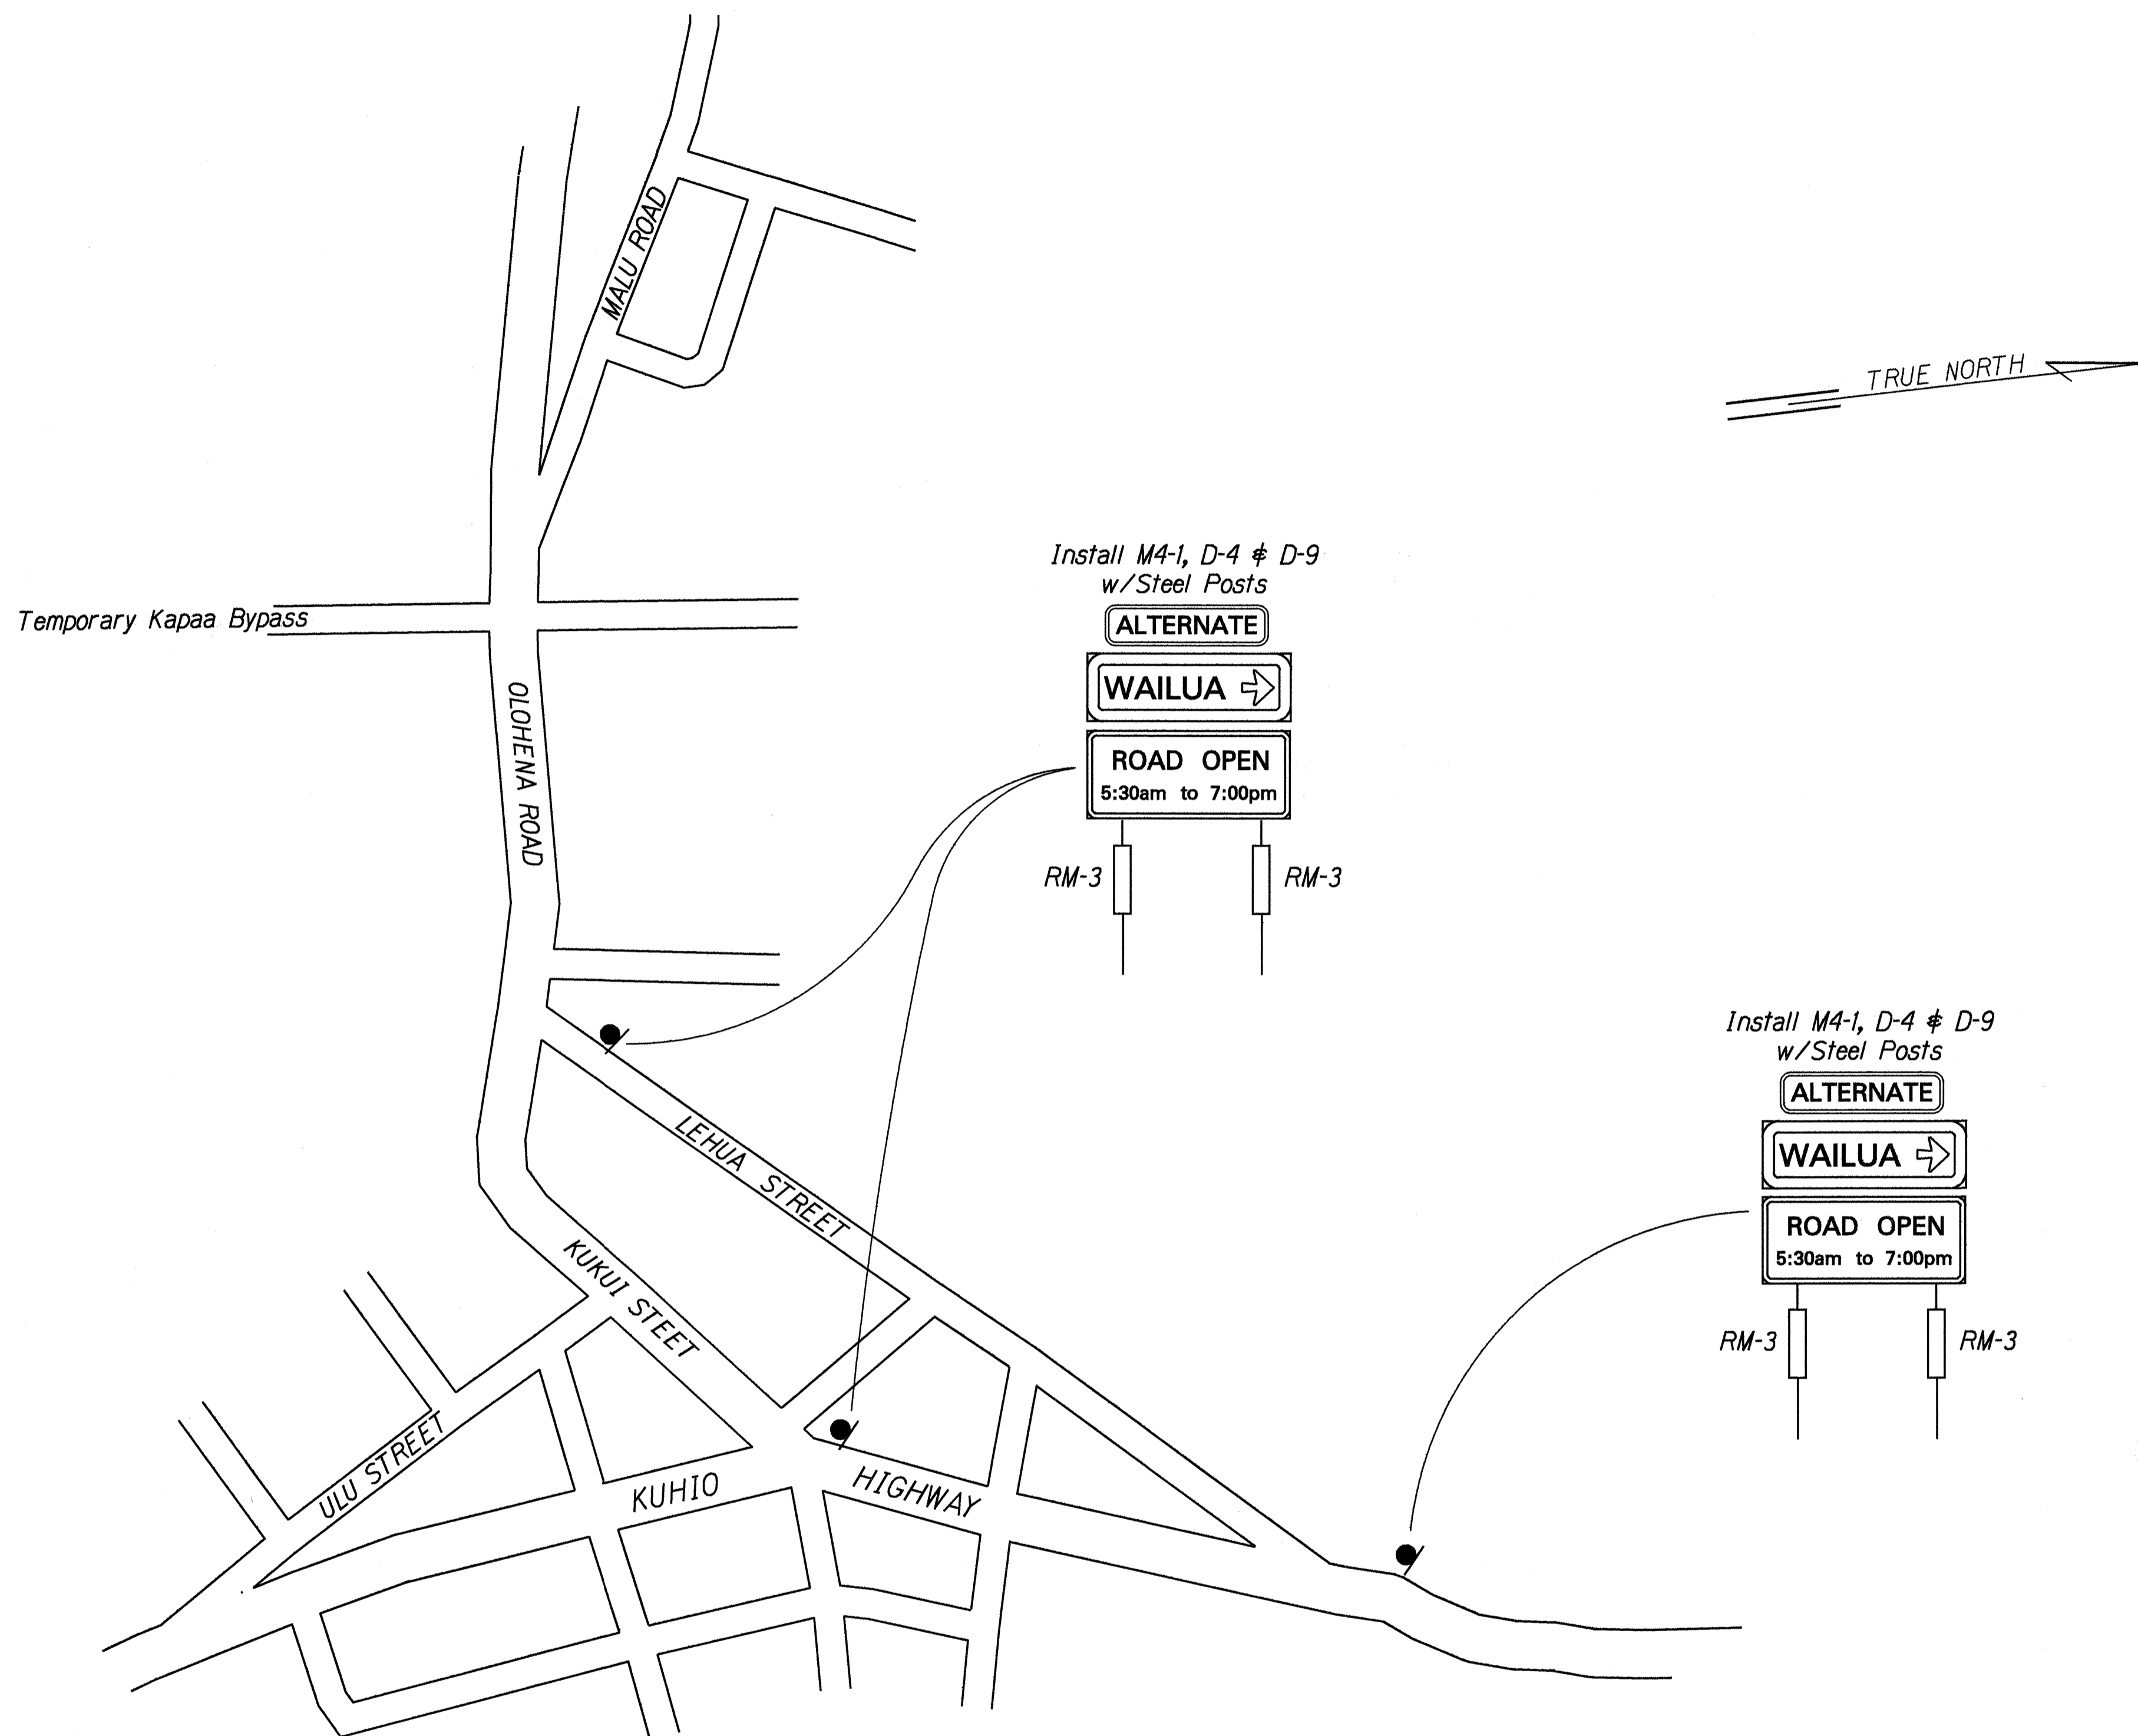 MALU ROAD
TRUE NORTH
Install M4-1, D-4 & D-9
w/Steel Posts
ALTERNATE
WAILUA
ROAD OPEN
5:30am to 7:00pm
RM-3
RM-3
Temporary Kapaa Bypass
OLOHENA ROAD
Install M4-1, D-4 & D-9
w/Steel Posts
ALTERNATE
WAILUA
ROAD OPEN
5:30am to 7:00pm
RM-3
RM-3
LEHUA STREET
KUKUI STEET
ULU STREET
KUHIO HIGHWAY